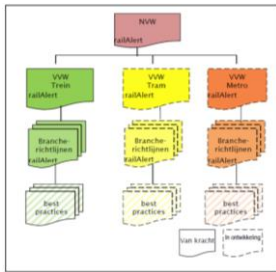 NVW
railAlert
VVW
Trein
railAlert
VVW
Tram
railAlert
VVW
Metro
railAlert
Branche-
richtlijnen
railAlert
Branche-
richtlijnen
railAlert
Branche-
richtlijnen
railAlert
best
practices
best
practices
best
practices
Van kracht
In ontwikkeling